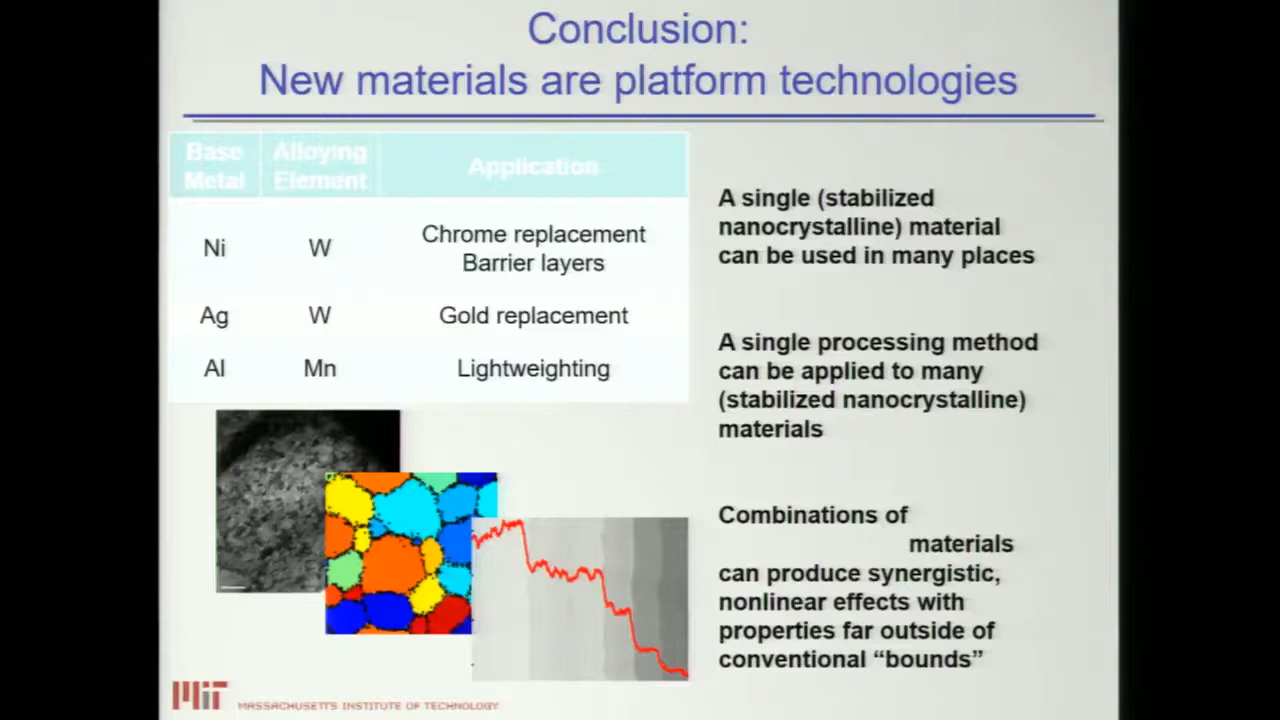 Conclusion:
New materials are platform technologies
Base Metal
Alloying Element
Application
Ni
W
Chrome replacement
Barrier layers
Ag
W
Gold replacement
Al
Mn
Lightweighting
A single (stabilized
nanocrystalline) material
can be used in many places
A single processing method
can be applied to many
(stabilized nanocrystalline)
materials
Combinations of
materials
can produce synergistic,
nonlinear effects with
properties far outside of
conventional “bounds”
MIT
MASSACHUSETTS INSTITUTE OF TECHNOLOGY